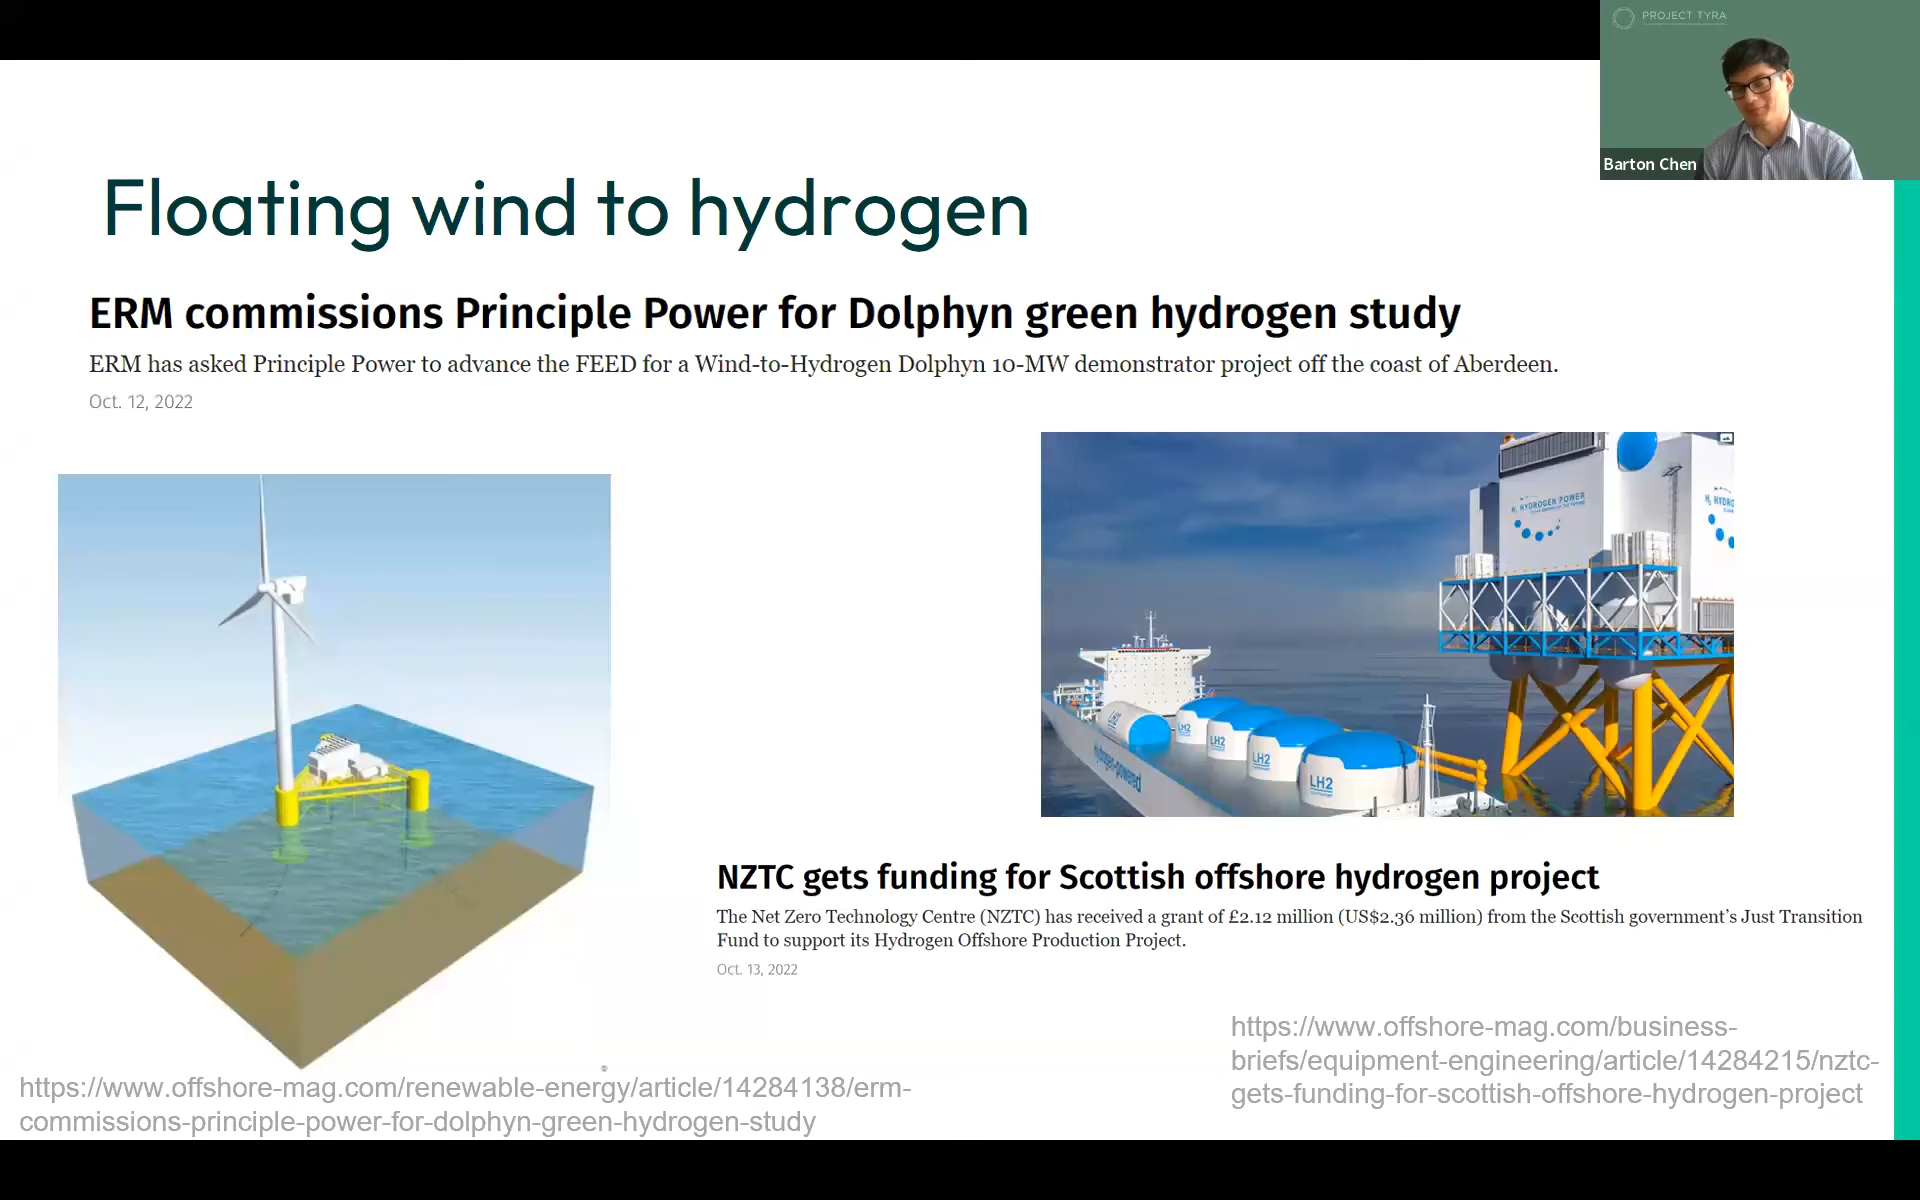 PROJECT TYRA
Barton Chen
Floating wind to hydrogen
ERM commissions Principle Power for Dolphyn green hydrogen study
ERM has asked Principle Power to advance the FEED for a Wind-to-Hydrogen Dolphyn 10-MW demonstrator project off the coast of Aberdeen.
Oct. 12, 2022
H₂ HYDROGEN POWER
H₂ HYDRO
LH2
LH2
LH2
LH2
LH2
Hydrogen-powered
NZTC gets funding for Scottish offshore hydrogen project
The Net Zero Technology Centre (NZTC) has received a grant of £2.12 million (US$2.36 million) from the Scottish government’s Just Transition
Fund to support its Hydrogen Offshore Production Project.
Oct. 13, 2022
https://www.offshore-mag.com/business-
briefs/equipment-engineering/article/14284215/nztc-
gets-funding-for-scottish-offshore-hydrogen-project
https://www.offshore-mag.com/renewable-energy/article/14284138/erm-
commissions-principle-power-for-dolphyn-green-hydrogen-study